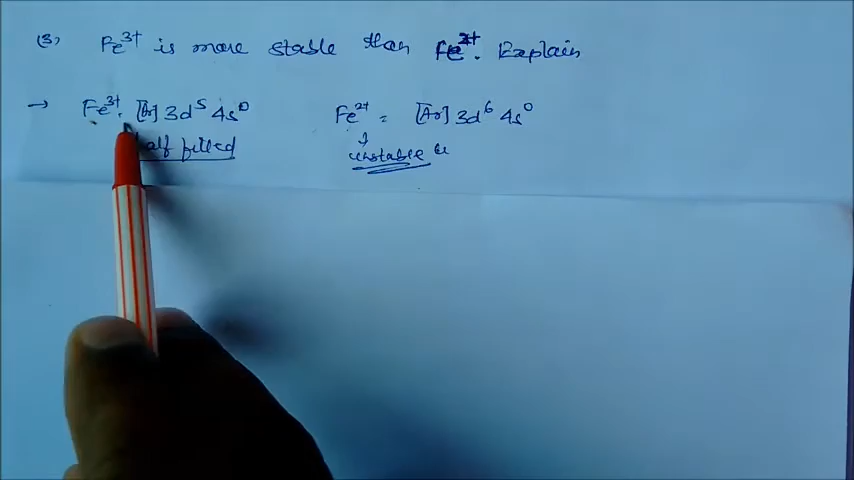 (3) Fe³⁺ is more stable than Fe²⁺. Explain
→ Fe³⁺: [Ar] 3d⁵ 4s⁰ Fe²⁺ = [Ar] 3d⁶ 4s⁰
half filled ↓
unstable